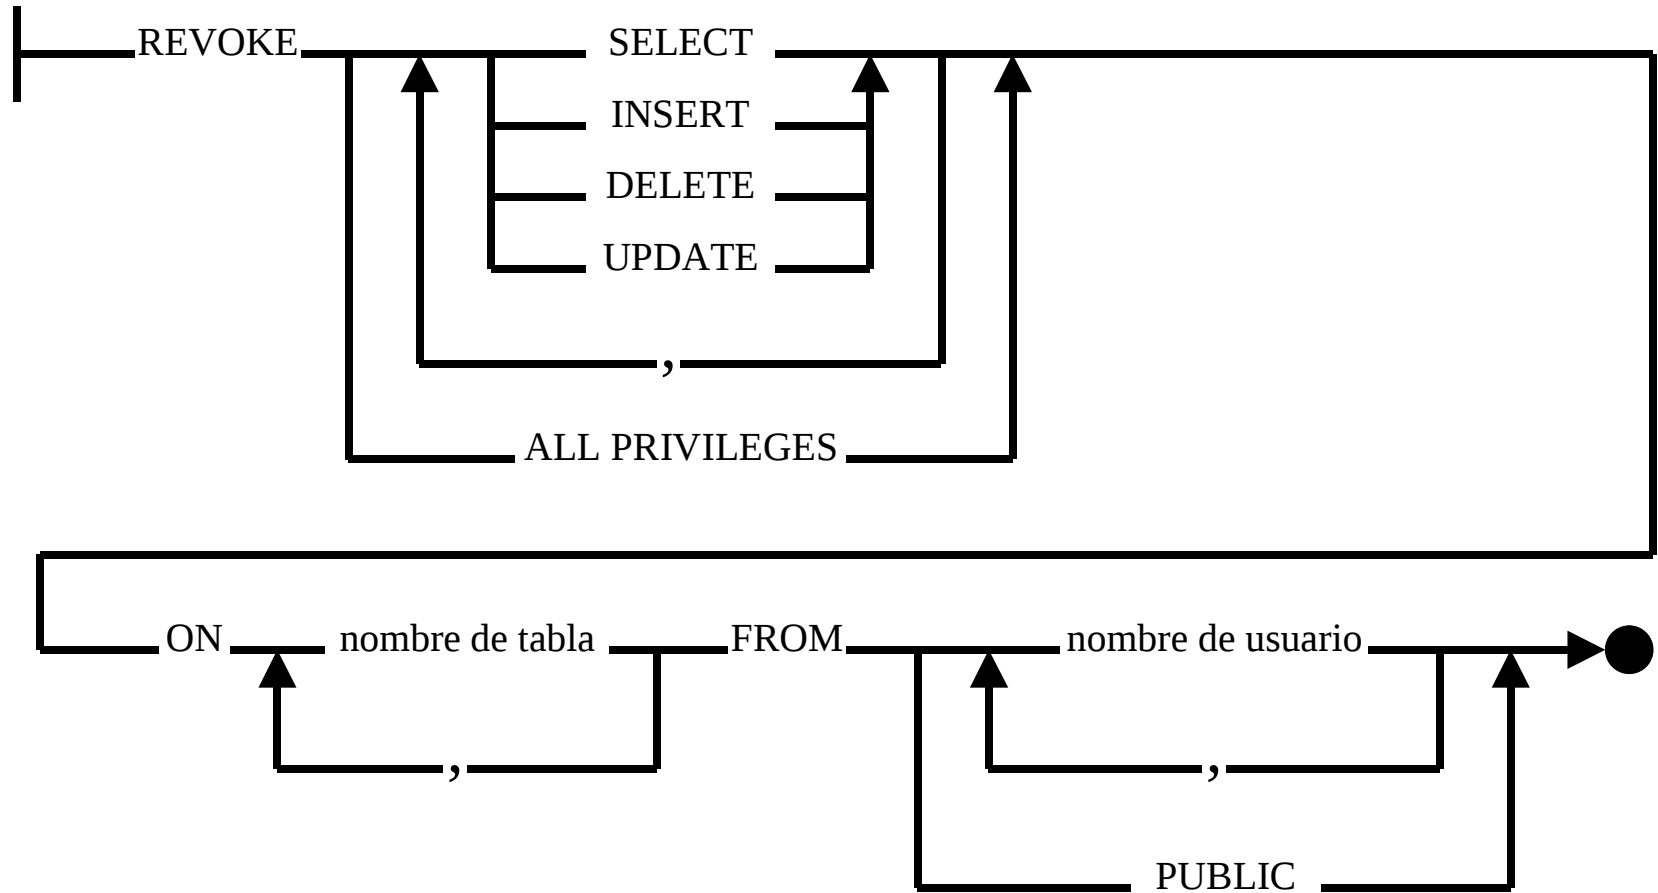 REVOKE SELECT
INSERT
DELETE
UPDATE
,
ALL PRIVILEGES
ON nombre de tabla FROM nombre de usuario
, ,
PUBLIC